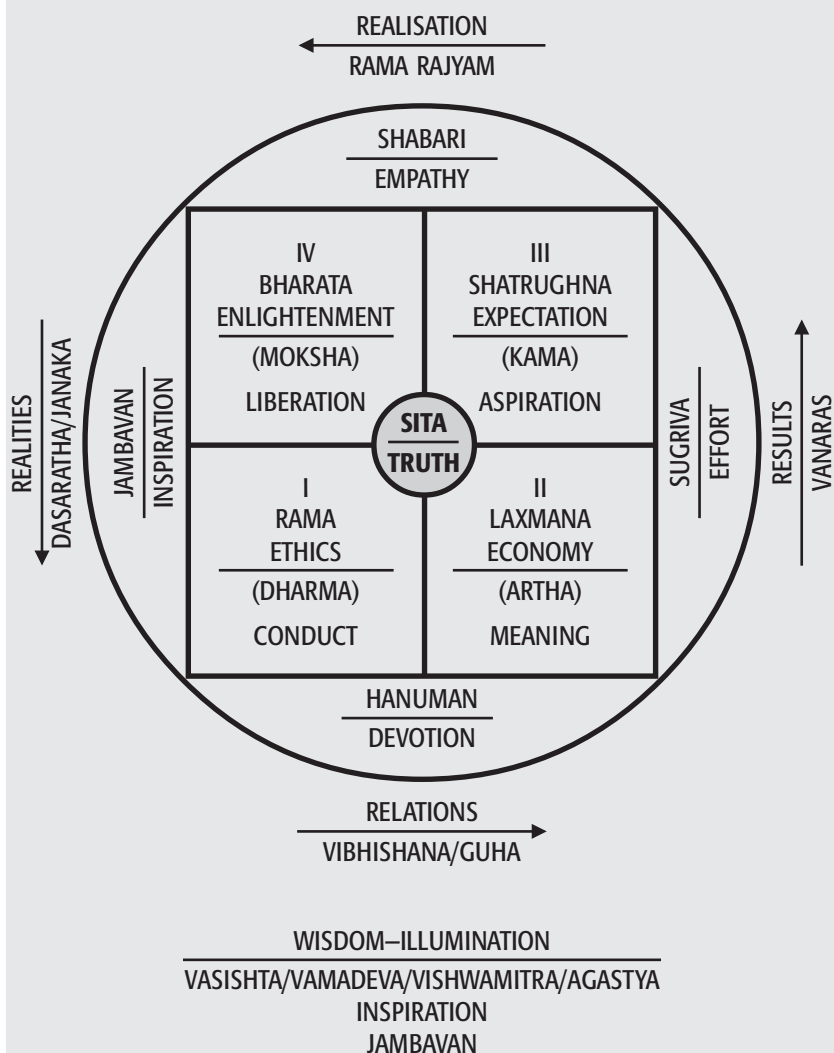 REALISATION
RAMA RAJYAM
SHABARI
EMPATHY
IV
BHARATA
ENLIGHTENMENT
(MOKSHA)
LIBERATION
III
SHATRUGHNA
EXPECTATION
(KAMA)
ASPIRATION
REALITIES
DASARATHA/JANAKA
JAMBAVAN
INSPIRATION
SITA
TRUTH
SUGRIVA
EFFORT
RESULTS
VANARAS
I
RAMA
ETHICS
(DHARMA)
CONDUCT
II
LAXMANA
ECONOMY
(ARTHA)
MEANING
HANUMAN
DEVOTION
RELATIONS
VIBHISHANA/GUHA
WISDOM–ILLUMINATION
VASISHTA/VAMADEVA/VISHWAMITRA/AGASTYA
INSPIRATION
JAMBAVAN